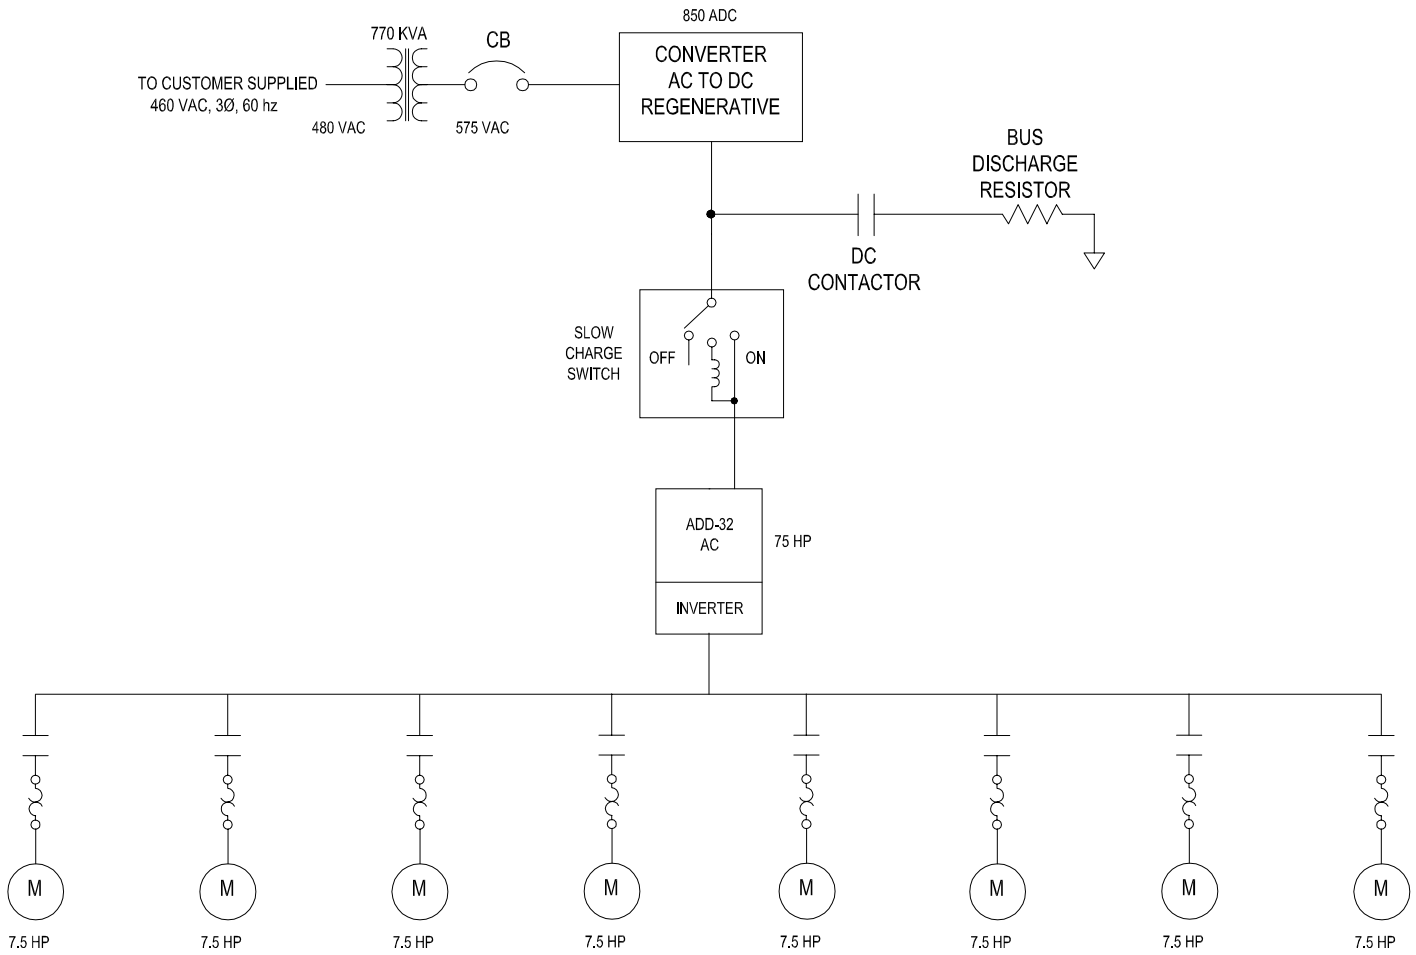 850 ADC
770 KVA
CB
CONVERTER
AC TO DC
REGENERATIVE
TO CUSTOMER SUPPLIED
460 VAC, 3Ø, 60 hz
480 VAC
575 VAC
BUS
DISCHARGE
RESISTOR
DC
CONTACTOR
SLOW
CHARGE
SWITCH
OFF
ON
ADD-32
AC
75 HP
INVERTER
M
M
M
M
M
M
M
M
7.5 HP
7.5 HP
7.5 HP
7.5 HP
7.5 HP
7.5 HP
7.5 HP
7.5 HP